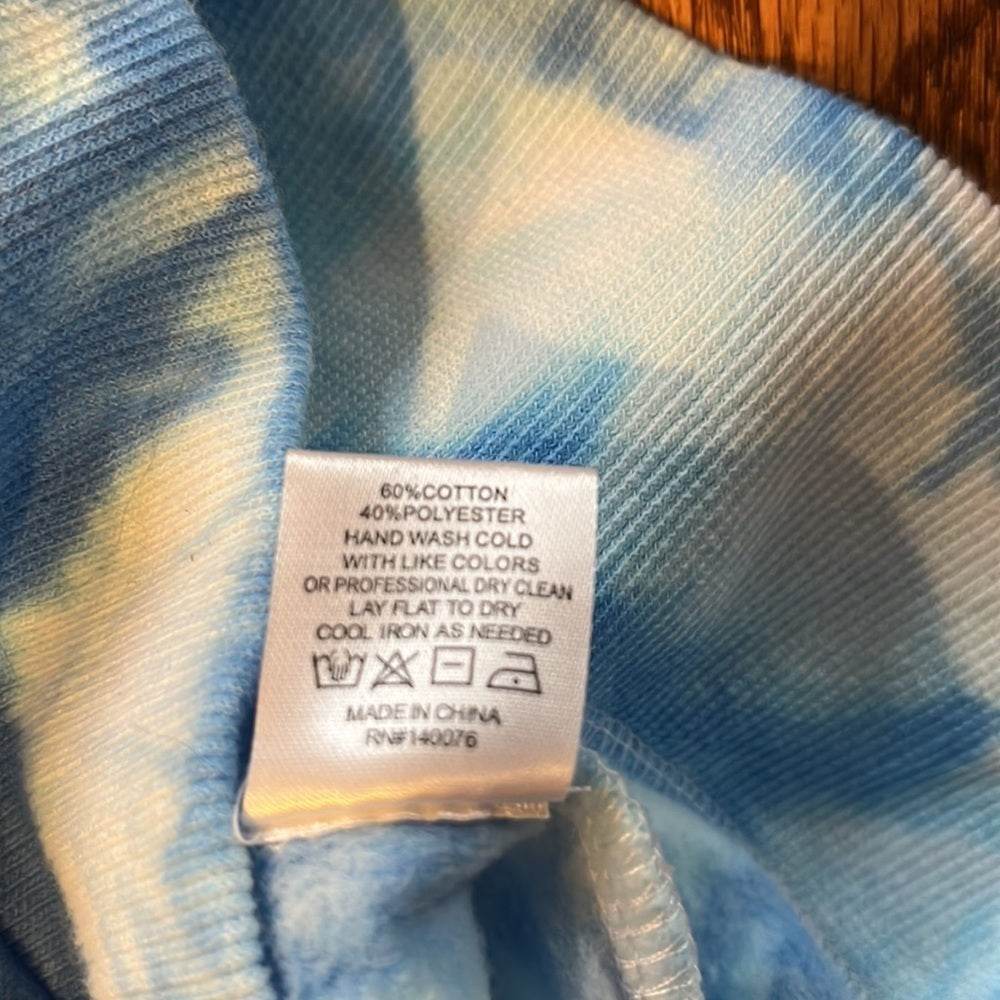 60%COTTON
40%POLYESTER
HAND WASH COLD
WITH LIKE COLORS
OR PROFESSIONAL DRY CLEAN
LAY FLAT TO DRY
COOL IRON AS NEEDED
MADE IN CHINA
RN#140076